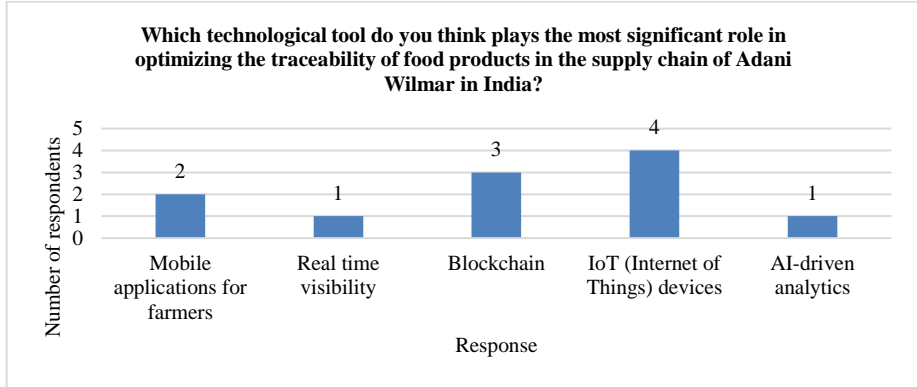 Which technological tool do you think plays the most significant role in
optimizing the traceability of food products in the supply chain of Adani
Wilmar in India?
Number of respondents
5
4
3
2
1
0
2
1
3
4
1
Mobile
applications for
farmers
Real time
visibility
Blockchain
IoT (Internet of
Things) devices
AI-driven
analytics
Response